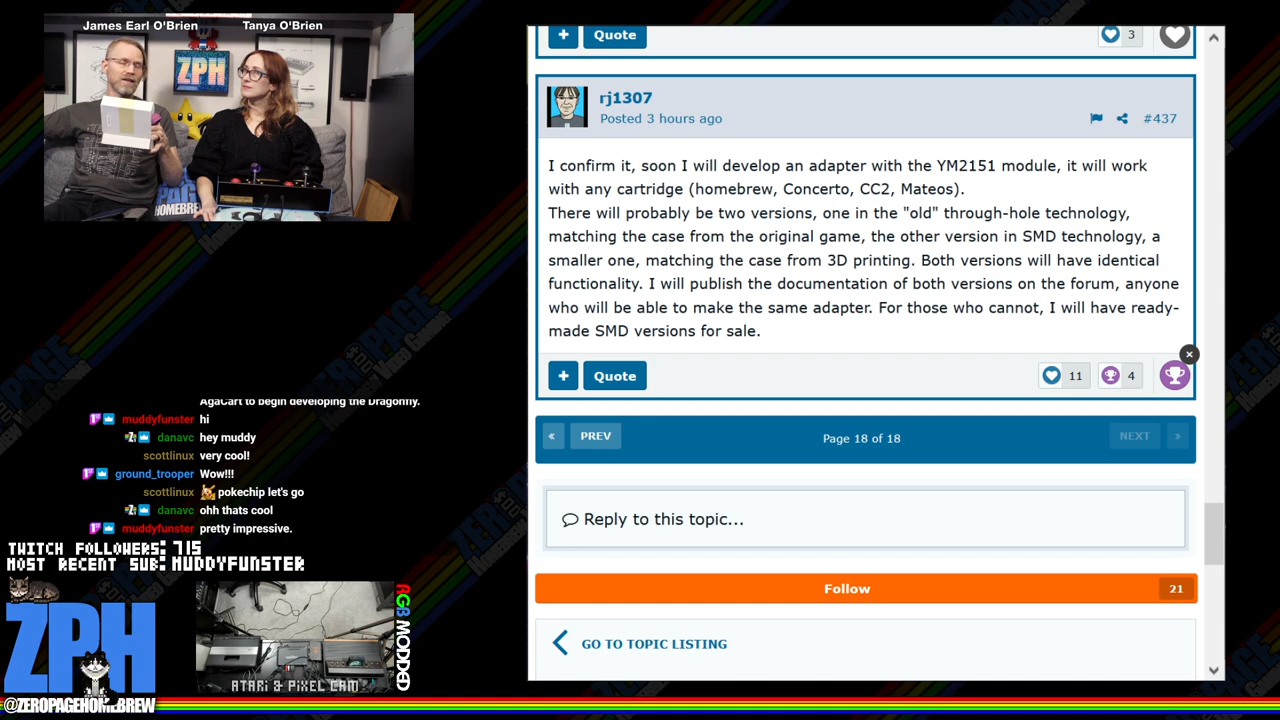 James Earl O'Brien
Tanya O'Brien
ZPH
PAGE
HOMEBREW
+ Quote
3
rj1307
Posted 3 hours ago
#437
I confirm it, soon I will develop an adapter with the YM2151 module, it will work
with any cartridge (homebrew, Concerto, CC2, Mateos).
There will probably be two versions, one in the "old" through-hole technology,
matching the case from the original game, the other version in SMD technology, a
smaller one, matching the case from 3D printing. Both versions will have identical
functionality. I will publish the documentation of both versions on the forum, anyone
who will be able to make the same adapter. For those who cannot, I will have ready-
made SMD versions for sale.
+ Quote
11
4
« PREV
Page 18 of 18
NEXT »
Reply to this topic...
Follow
21
GO TO TOPIC LISTING
AgaCart to begin developing the Dragonfly.
muddyfunster hi
danavc hey muddy
scottlinux very cool!
ground_trooper Wow!!!
scottlinux pokechip let's go
danavc ohh thats cool
muddyfunster pretty impressive.
TWITCH FOLLOWERS: 715
MOST RECENT SUB: MUDDYFUNSTER
ZPH
@ZEROPAGEHOMEBREW
RGB MODDED
ATARI & PIXEL CAM